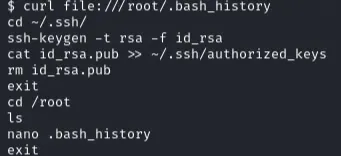 $ curl file:///root/.bash_history
cd ~/.ssh/
ssh-keygen -t rsa -f id_rsa
cat id_rsa.pub >> ~/.ssh/authorized_keys
rm id_rsa.pub
exit
cd /root
ls
nano .bash_history
exit